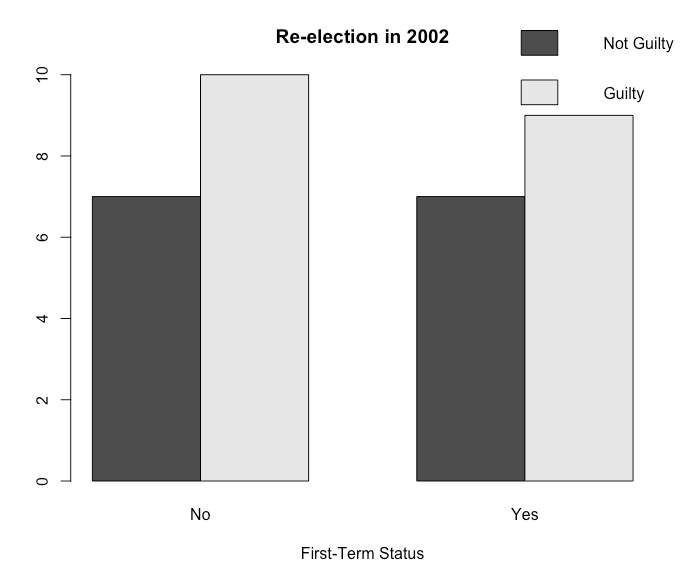 Re-election in 2002
Not Guilty
Guilty
10
8
6
4
2
0
No
Yes
First-Term Status